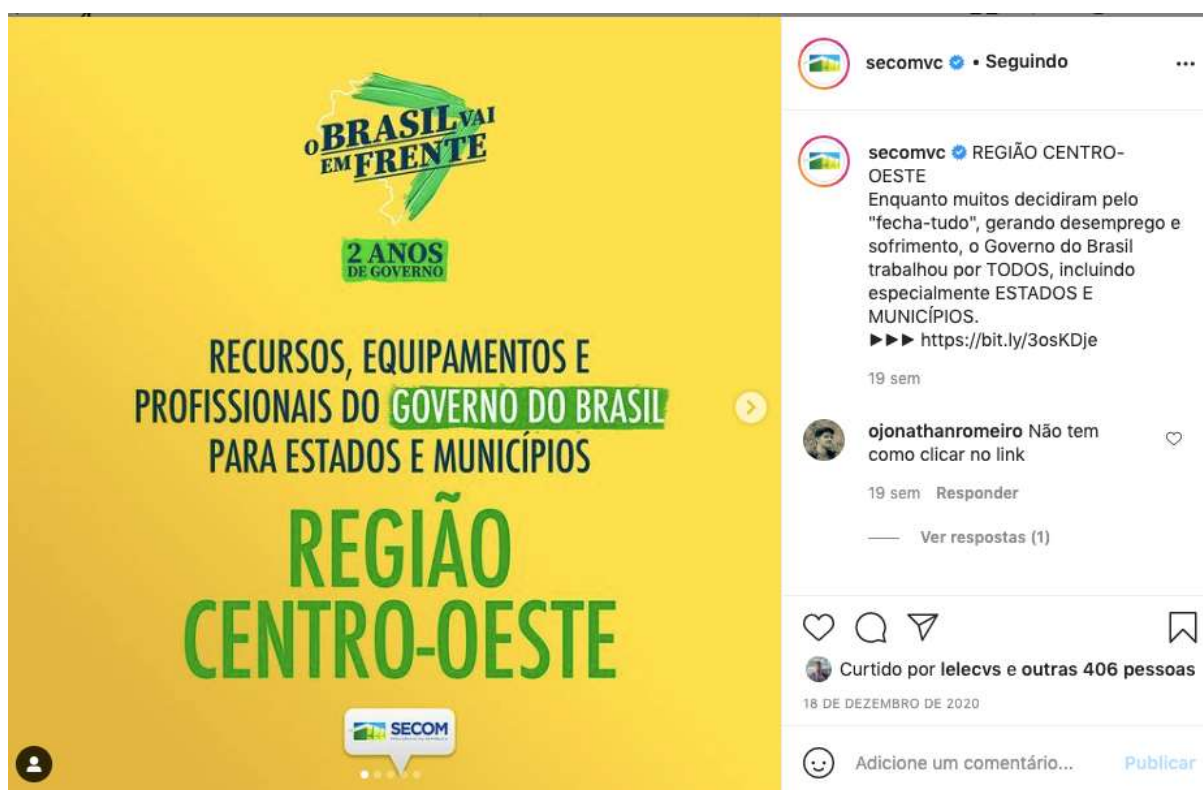 O BRASIL VAI
EM FRENTE
2 ANOS
DE GOVERNO
RECURSOS, EQUIPAMENTOS E
PROFISSIONAIS DO GOVERNO DO BRASIL
PARA ESTADOS E MUNICÍPIOS
REGIÃO
CENTRO-OESTE
SECOM
secomvc • Seguindo
secomvc REGIÃO CENTRO-
OESTE
Enquanto muitos decidiram pelo
"fecha-tudo", gerando desemprego e
sofrimento, o Governo do Brasil
trabalhou por TODOS, incluindo
especialmente ESTADOS E
MUNICÍPIOS.
►►► https://bit.ly/3osKDje
19 sem
ojonathanromeiro Não tem
como clicar no link
19 sem Responder
Ver respostas (1)
Curtido por lelecvs e outras 406 pessoas
18 DE DEZEMBRO DE 2020
Adicione um comentário... Publicar